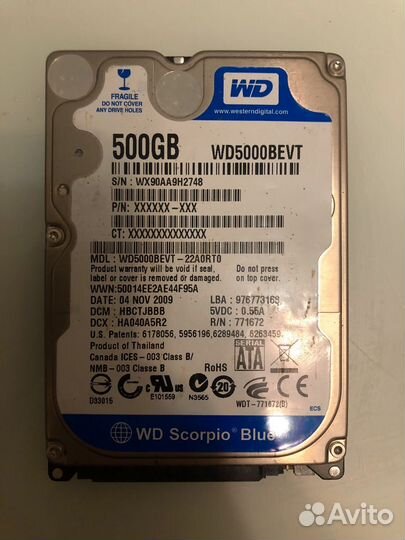 FRAGILE
DO NOT COVER
ANY DRIVE HOLES
WD
www.westerndigital.com
500GB WD5000BEVT
S/N: WX90AA9H2748
P/N: XXXXXX-XXX
CT: XXXXXXXXXXXXXX
MDL: WD5000BEVT-22A0RT0
Product warranty will be void if seal, Do not press
label or cover is removed or damaged. on top cover.
WWN:50014EE2AE44F95A
DATE: 04 NOV 2009 LBA: 976773168
DCM: HBCTJBBB 5VDC: 0.55A
DCX: HA040A5R2 R/N: 771672
U.S. Patents: 6178056, 5956196,6289484, 6263459
Product of Thailand
Canada ICES-003 Class B/
NMB-003 Classe B RoHS
SERIAL
ATA
D33015 E101559 N3565 20 WDT-771672(B)
ECS
WD Scorpio Blue
Avito